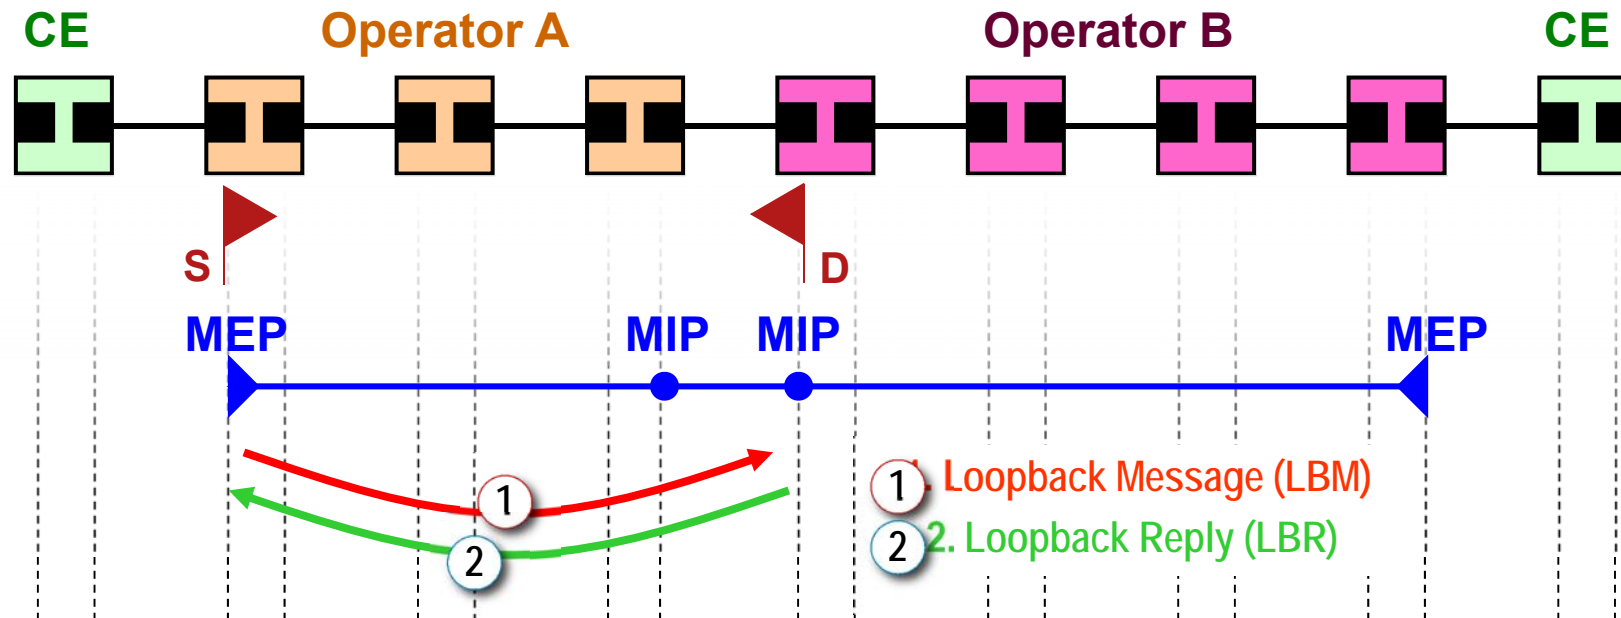 CE Operator A Operator B CE
S D
MEP MIP MIP MEP
1 1. Loopback Message (LBM)
2 2. Loopback Reply (LBR)
1
2